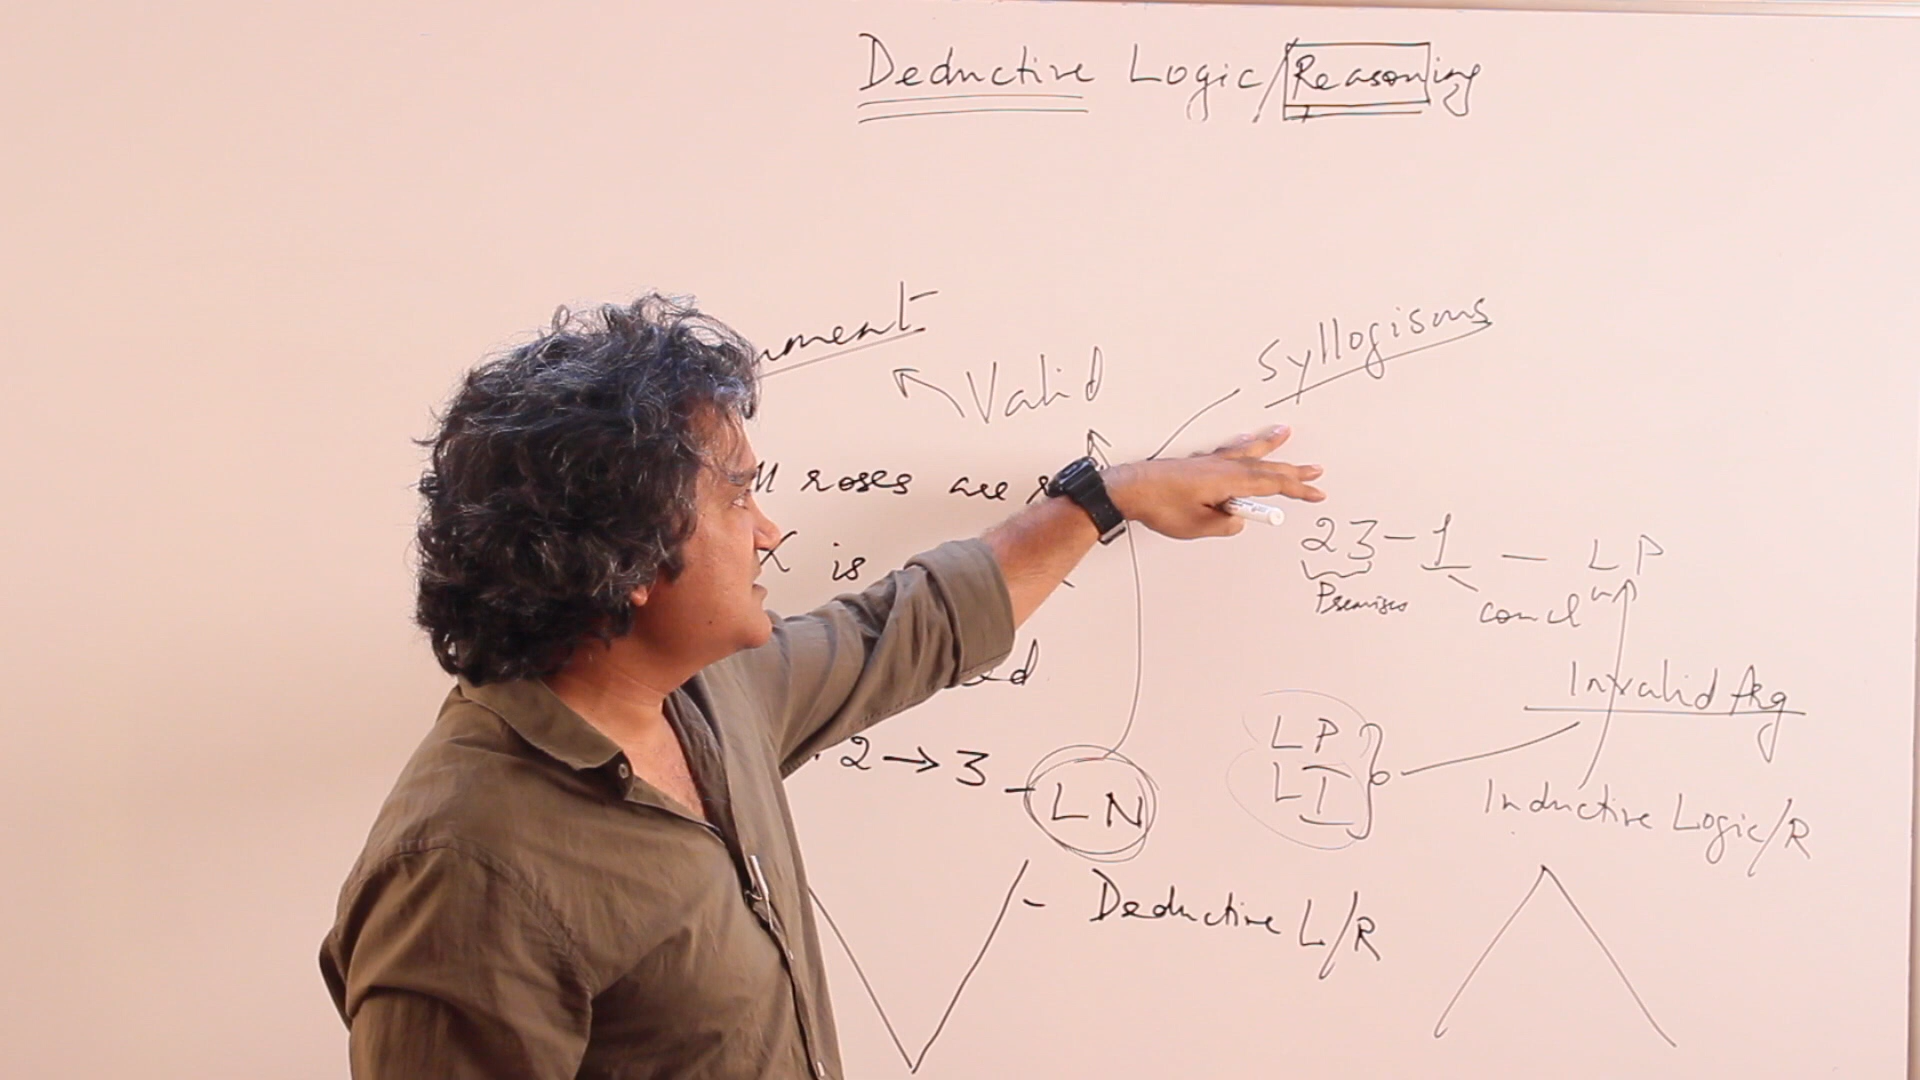 Deductive Logic/Reasoning
ument
Valid
Syllogisms
ll roses are r
X is
23-1 - LP
Premises
concl
ed
Invalid Arg
2 → 3 - LN
LP
LI
Inductive Logic/R
- Deductive L/R